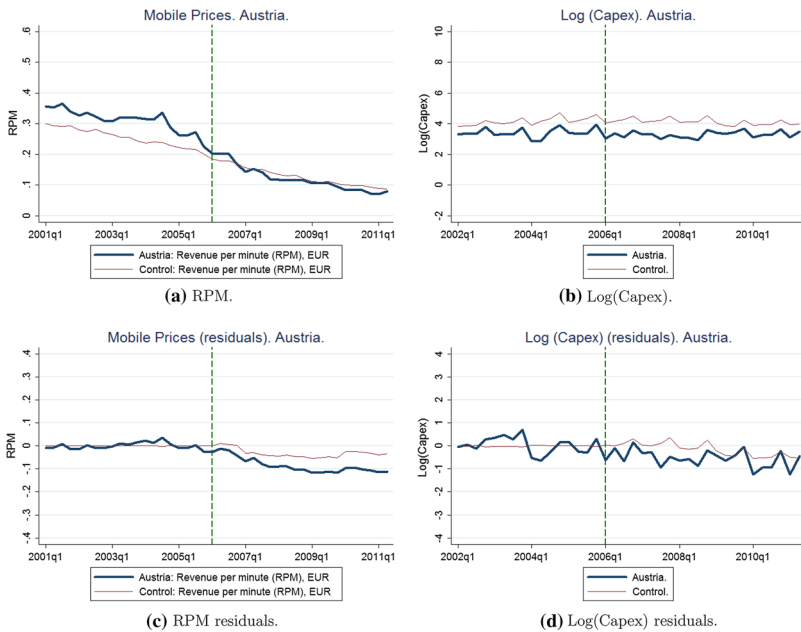 Mobile Prices. Austria.
RPM
.6
.5
.4
.3
.2
.1
0
2001q1 2003q1 2005q1 2007q1 2009q1 2011q1
Austria: Revenue per minute (RPM), EUR
Control: Revenue per minute (RPM), EUR
(a) RPM.
Log (Capex). Austria.
Log(Capex)
10
8
6
4
2
0
-2
2002q1 2004q1 2006q1 2008q1 2010q1
Austria.
Control.
(b) Log(Capex).
Mobile Prices (residuals). Austria.
RPM
.4
.3
.2
.1
0
-.1
-.2
-.3
-.4
2001q1 2003q1 2005q1 2007q1 2009q1 2011q1
Austria: Revenue per minute (RPM), EUR
Control: Revenue per minute (RPM), EUR
(c) RPM residuals.
Log (Capex) (residuals). Austria.
Log(Capex)
4
3
2
1
0
-1
-2
-3
-4
2002q1 2004q1 2006q1 2008q1 2010q1
Austria.
Control.
(d) Log(Capex) residuals.